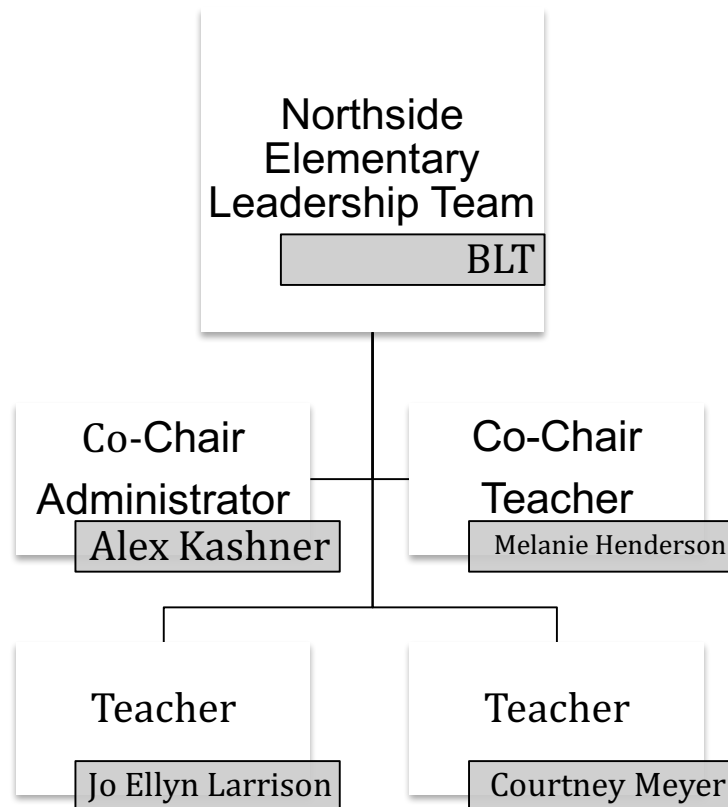 Northside
Elementary
Leadership Team
BLT
Co-Chair
Administrator
Alex Kashner
Co-Chair
Teacher
Melanie Henderson
Teacher
Jo Ellyn Larrison
Teacher
Courtney Meyer